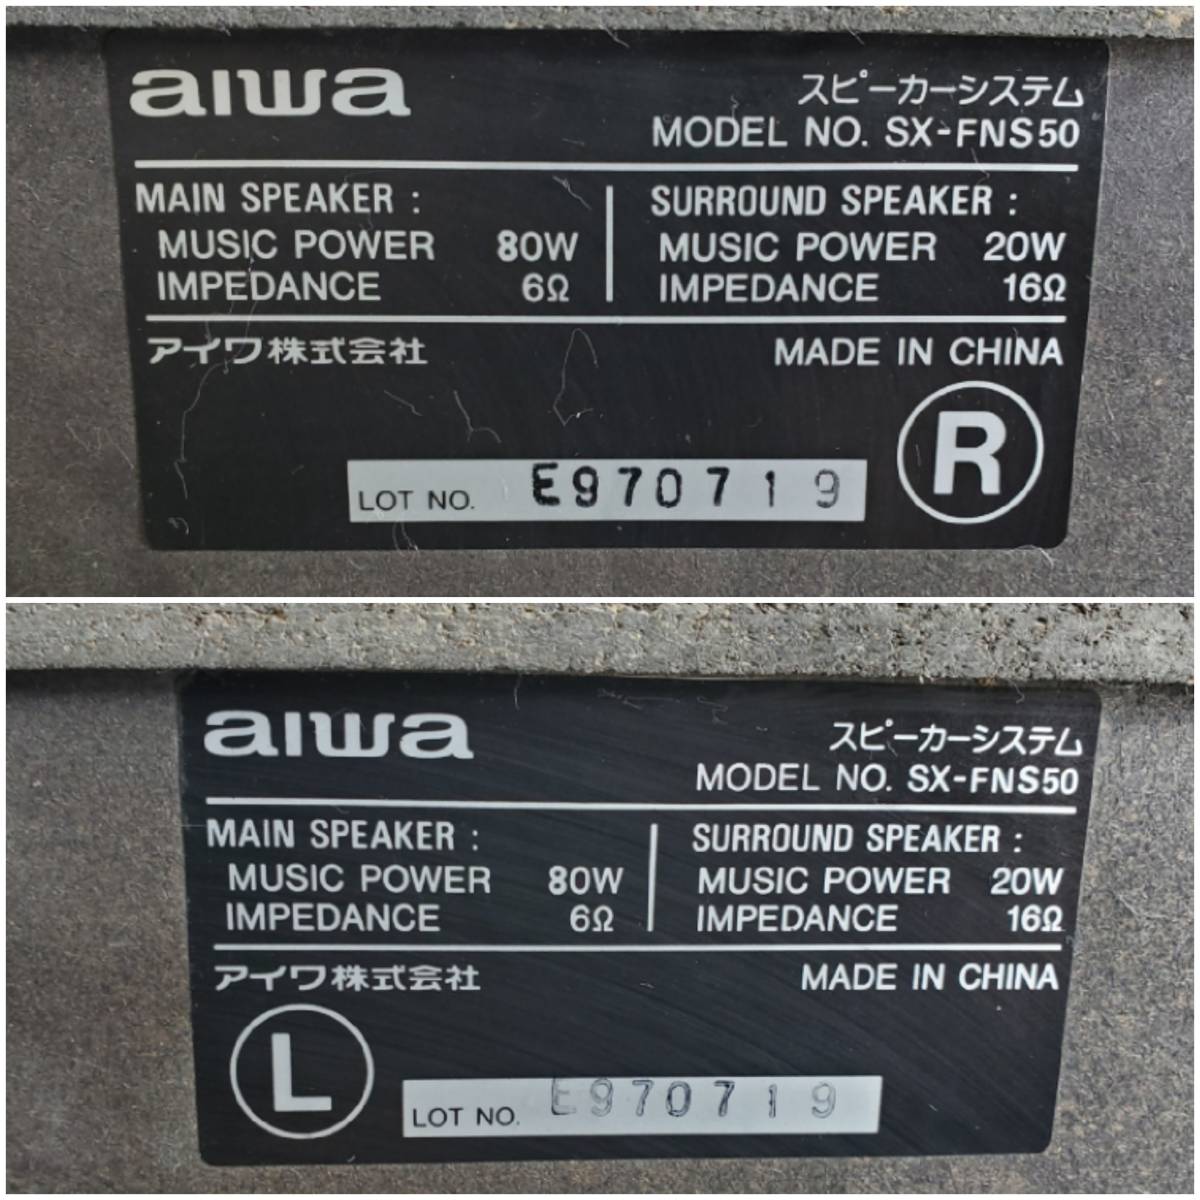 aiwa
スピーカーシステム
MODEL NO. SX-FNS50
MAIN SPEAKER :
MUSIC POWER 80W
IMPEDANCE 6Ω
SURROUND SPEAKER :
MUSIC POWER 20W
IMPEDANCE 16Ω
アイワ株式会社
MADE IN CHINA
R
LOT NO. E970719
aiwa
スピーカーシステム
MODEL NO. SX-FNS50
MAIN SPEAKER :
MUSIC POWER 80W
IMPEDANCE 6Ω
SURROUND SPEAKER :
MUSIC POWER 20W
IMPEDANCE 16Ω
アイワ株式会社
MADE IN CHINA
L
LOT NO. E970719